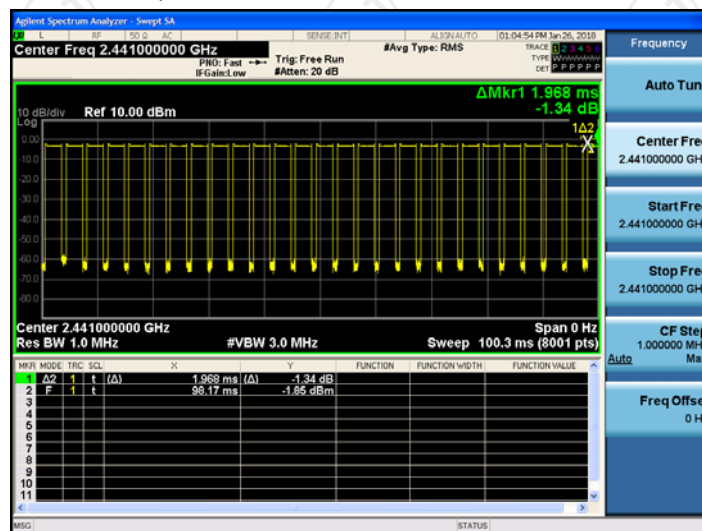 Agilent Spectrum Analyzer - Swept SA
LXI L RF 50 Ω AC SENSE:INT ALIGN AUTO 01:04:54 PM Jan 26, 2018
Center Freq 2.441000000 GHz #Avg Type: RMS TRACE 1 2 3 4 5 6
PNO: Fast Trig: Free Run TYPE W
IFGain:Low #Atten: 20 dB DET P P P P P P
ΔMkr1 1.968 ms
-1.34 dB
10 dB/div Ref 10.00 dBm
Log
1Δ2
0.00
-10.0
-20.0
-30.0
-40.0
-50.0
-60.0
-70.0
-80.0
Center 2.441000000 GHz Span 0 Hz
Res BW 1.0 MHz #VBW 3.0 MHz Sweep 100.3 ms (8001 pts)
MKR MODE TRC SCL X Y FUNCTION FUNCTION WIDTH FUNCTION VALUE
1 Δ2 1 t (Δ) 1.968 ms (Δ) -1.34 dB
2 F 1 t 98.17 ms -1.85 dBm
3
4
5
6
7
8
9
10
11
MSG STATUS
Frequency
Auto Tun
Center Fre
2.441000000 GH
Start Fre
2.441000000 GH
Stop Fre
2.441000000 GH
CF Step
1.000000 MH
Auto Ma
Freq Offse
0 H